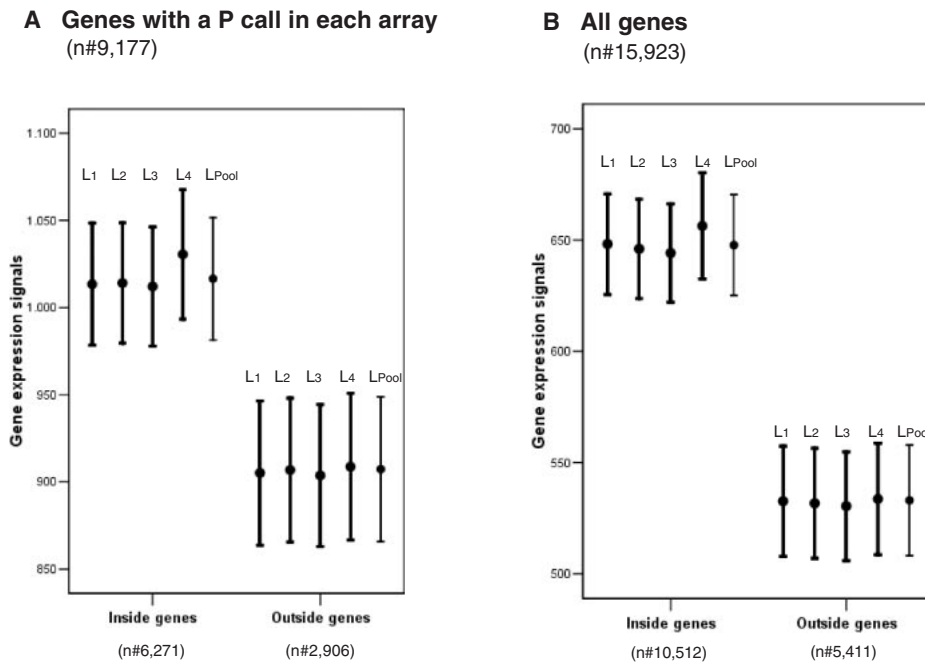 A Genes with a P call in each array
(n#9,177)
1.100
1.050
1.000
950
900
850
Gene expression signals
L1 L2 L3 L4 LPool
L1 L2 L3 L4 LPool
Inside genes Outside genes
(n#6,271) (n#2,906)
B All genes
(n#15,923)
700
650
600
550
500
Gene expression signals
L1 L2 L3 L4 LPool
L1 L2 L3 L4 LPool
Inside genes Outside genes
(n#10,512) (n#5,411)